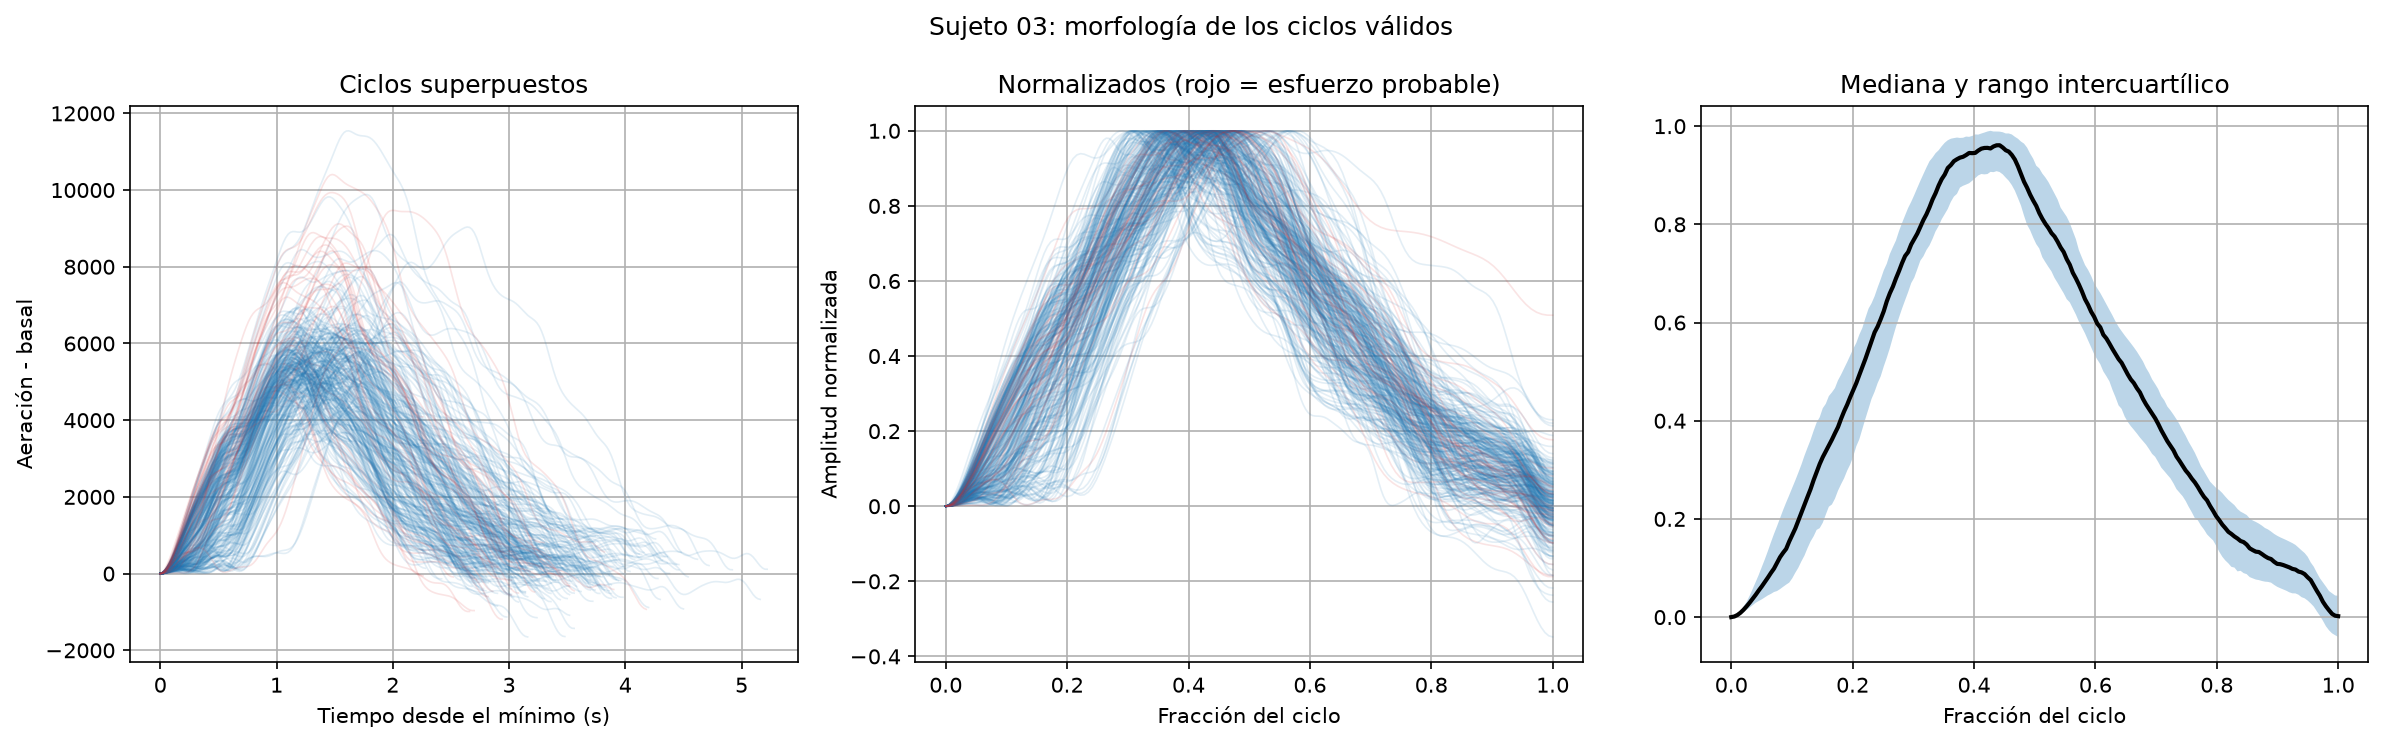 Sujeto 03: morfología de los ciclos válidos
Ciclos superpuestos
Aeración - basal
12000
10000
8000
6000
4000
2000
0
−2000
0 1 2 3 4 5
Tiempo desde el mínimo (s)
Normalizados (rojo = esfuerzo probable)
Amplitud normalizada
1.0
0.8
0.6
0.4
0.2
0.0
−0.2
−0.4
0.0 0.2 0.4 0.6 0.8 1.0
Fracción del ciclo
Mediana y rango intercuartílico
1.0
0.8
0.6
0.4
0.2
0.0
0.0 0.2 0.4 0.6 0.8 1.0
Fracción del ciclo